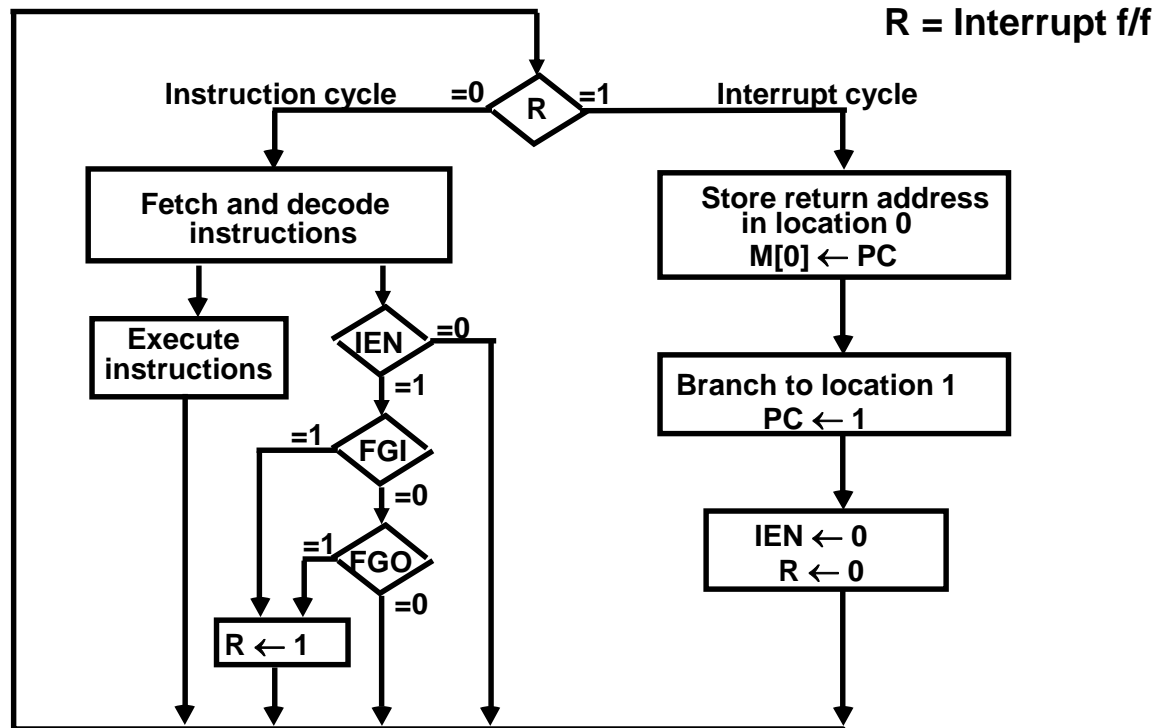 R = Interrupt f/f
Instruction cycle
=0
R
=1
Interrupt cycle
Fetch and decode
instructions
Store return address
in location 0
M[0] ← PC
Execute
instructions
IEN
=0
=1
Branch to location 1
PC ← 1
=1
FGI
=0
=1
FGO
=0
IEN ← 0
R ← 0
R ← 1